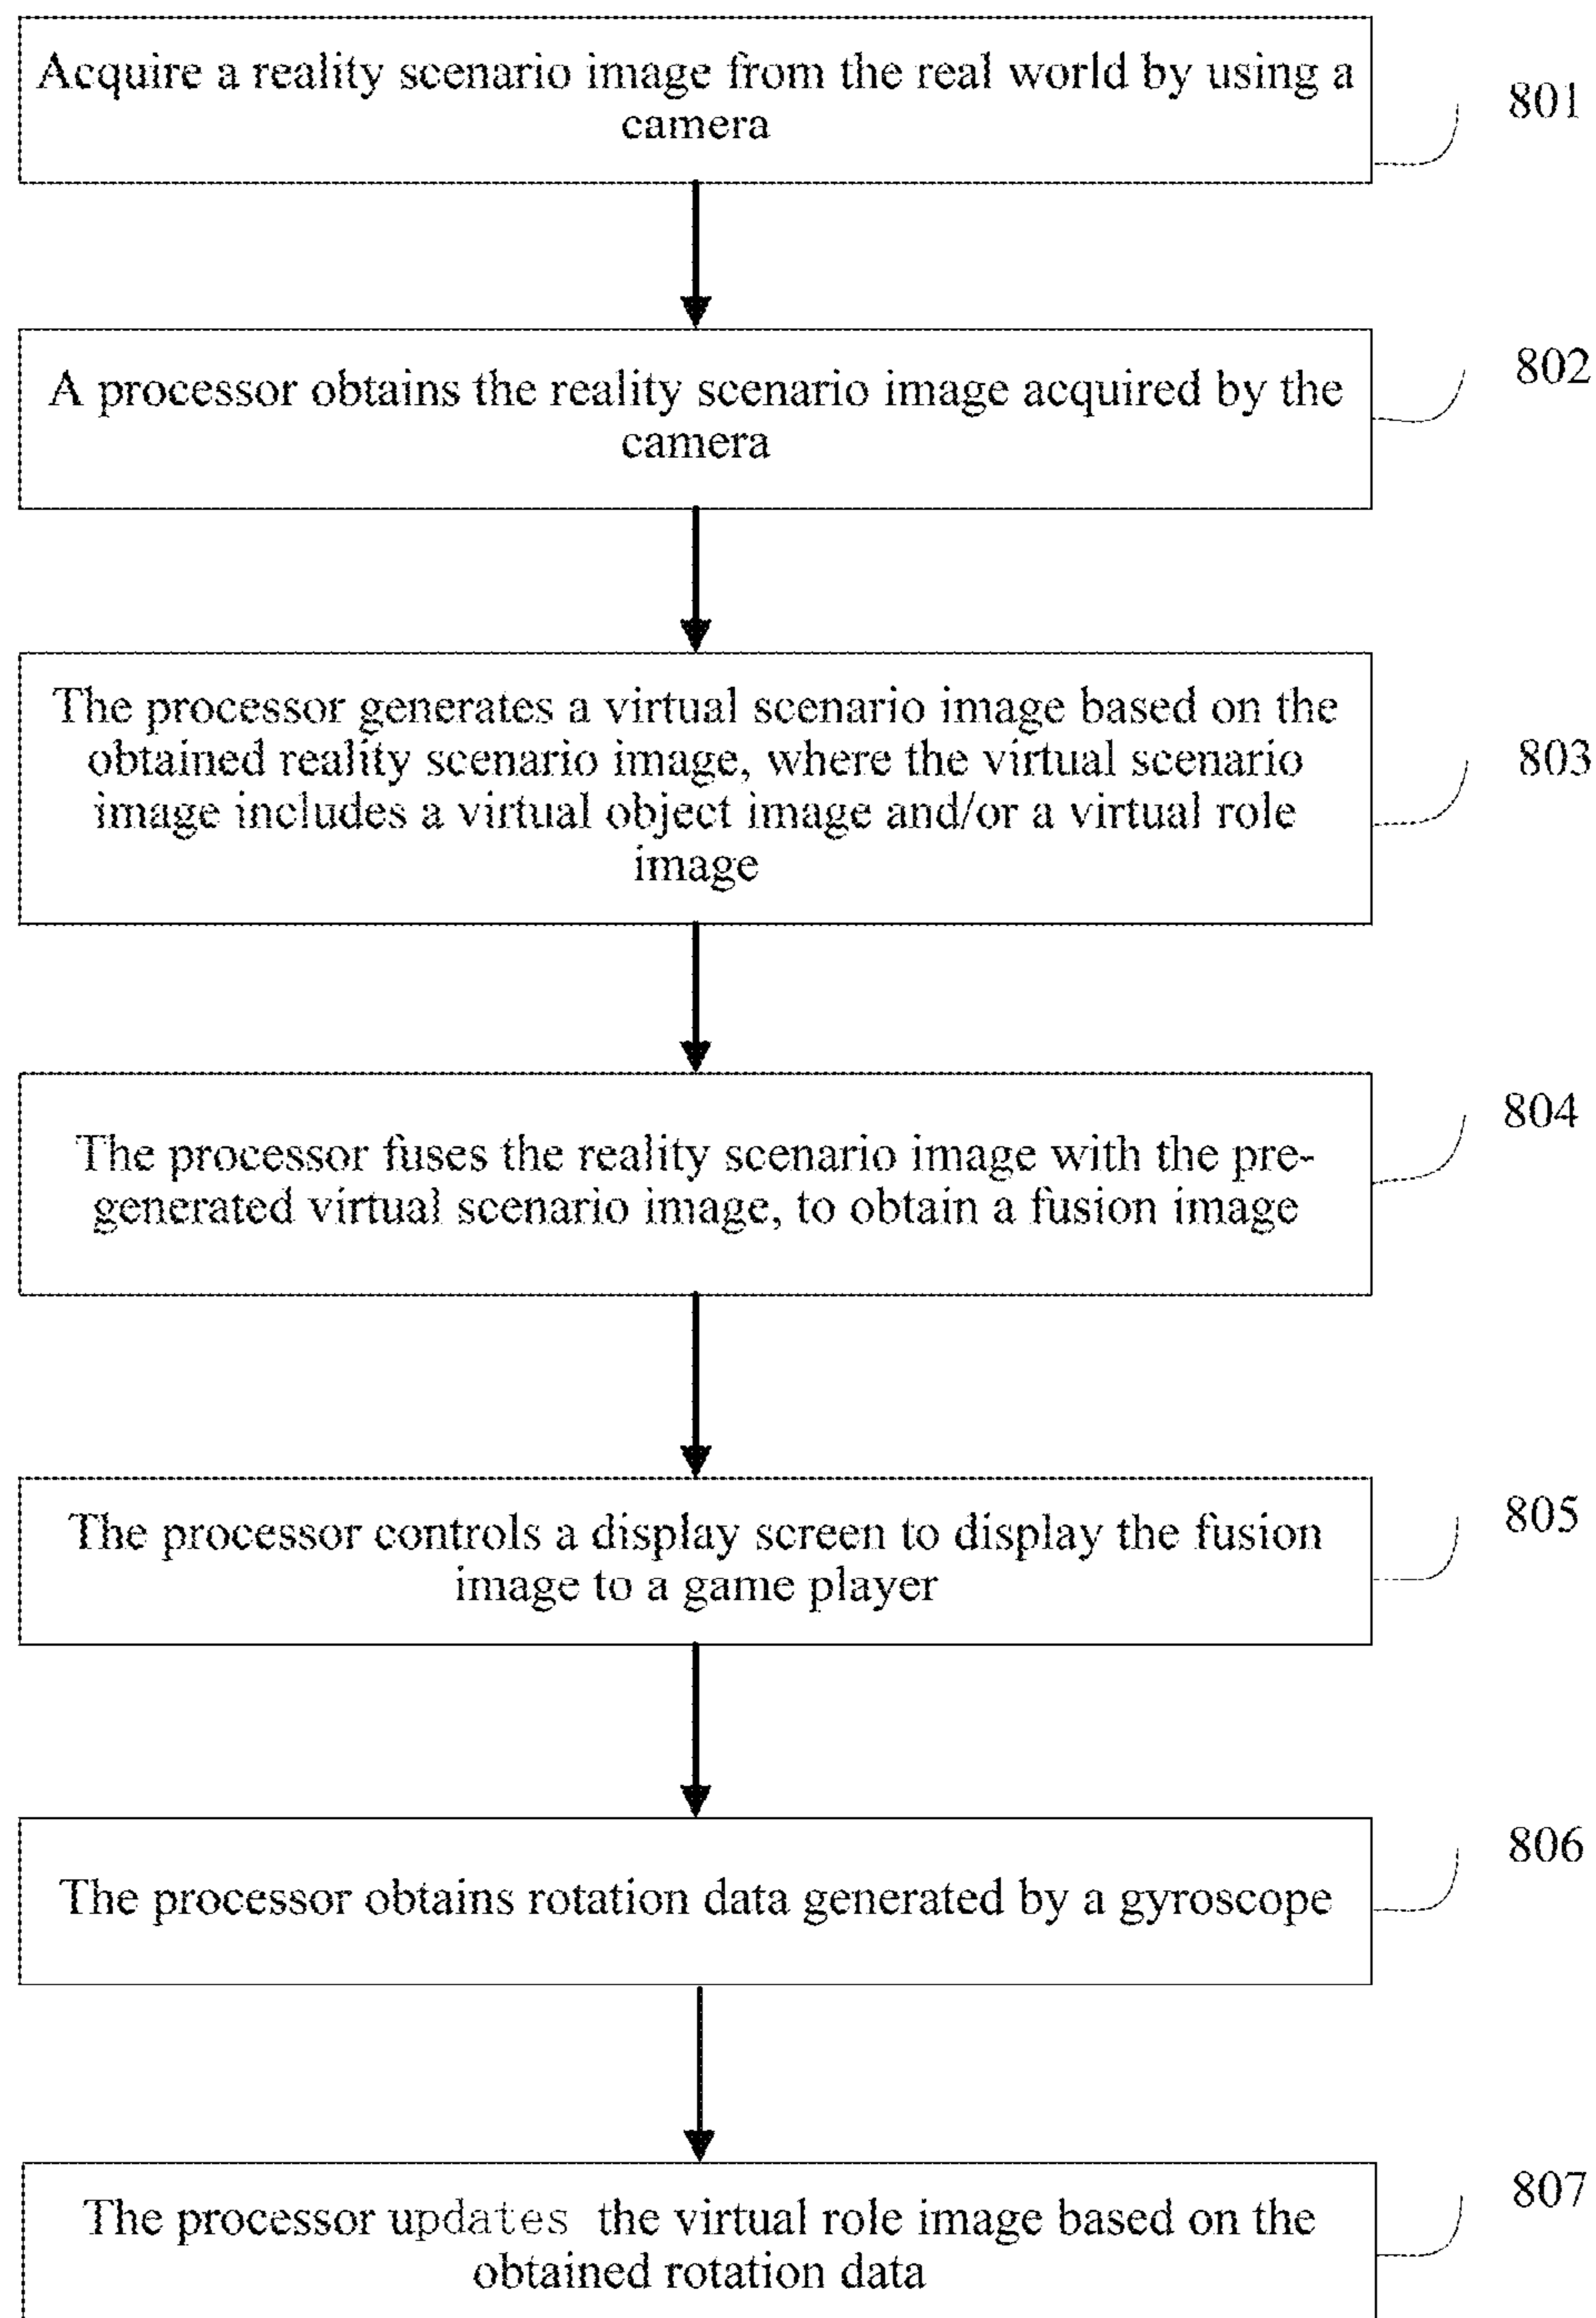 Acquire a reality scenario image from the real world by using a
camera
801
A processor obtains the reality scenario image acquired by the
camera
802
The processor generates a virtual scenario image based on the
obtained reality scenario image, where the virtual scenario
image includes a virtual object image and/or a virtual role
image
803
The processor fuses the reality scenario image with the pre-
generated virtual scenario image, to obtain a fusion image
804
The processor controls a display screen to display the fusion
image to a game player
805
The processor obtains rotation data generated by a gyroscope
806
The processor updates the virtual role image based on the
obtained rotation data
807